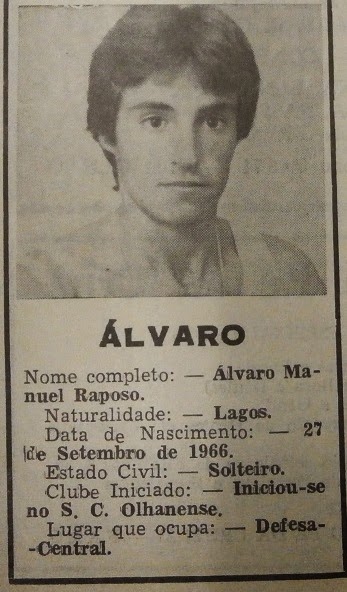 ÁLVARO
Nome completo: — Álvaro Ma-
nuel Raposo.
Naturalidade: — Lagos.
Data de Nascimento: — 27
de Setembro de 1966.
Estado Civil: — Solteiro.
Clube Iniciado: — Iniciou-se
no S. C. Olhanense.
Lugar que ocupa: — Defesa-
-Central.